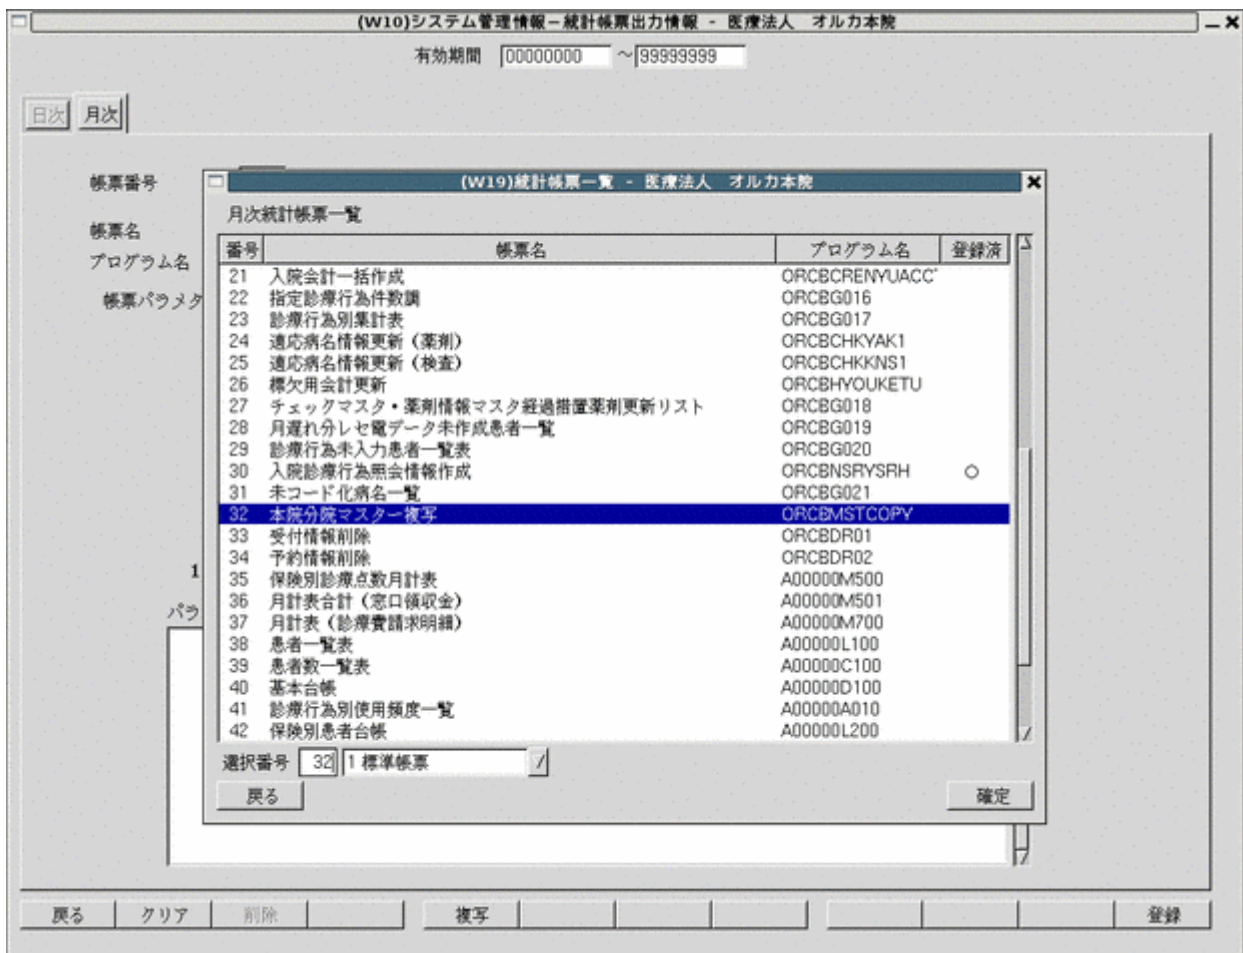 (W10)システム管理情報－統計帳票出力情報 - 医療法人　オルカ本院
有効期間 00000000 ～99999999
日次 月次
帳票番号
帳票名
プログラム名
帳票パラメタ
1
パラ
(W19)統計帳票一覧 - 医療法人　オルカ本院
月次統計帳票一覧
番号 帳票名 プログラム名 登録済
21 入院会計一括作成 ORCBCRENYUACC
22 指定診療行為件数調 ORCBG016
23 診療行為別集計表 ORCBG017
24 適応病名情報更新（薬剤） ORCBCHKYAK1
25 適応病名情報更新（検査） ORCBCHKKNS1
26 標欠用会計更新 ORCBHYOUKETU
27 チェックマスタ・薬剤情報マスタ経過措置薬剤更新リスト ORCBG018
28 月遅れ分レセ電データ未作成患者一覧 ORCBG019
29 診療行為未入力患者一覧表 ORCBG020
30 入院診療行為照会情報作成 ORCBNSRYSRH ○
31 未コード化病名一覧 ORCBG021
32 本院分院マスター複写 ORCBMSTCOPY
33 受付情報削除 ORCBDR01
34 予約情報削除 ORCBDR02
35 保険別診療点数月計表 A00000M500
36 月計表合計（窓口領収金） A00000M501
37 月計表（診療費請求明細） A00000M700
38 患者一覧表 A00000L100
39 患者数一覧表 A00000C100
40 基本台帳 A00000D100
41 診療行為別使用頻度一覧 A00000A010
42 保険別患者台帳 A00000L200
選択番号 32 1 標準帳票
戻る 確定
戻る クリア 削除 複写 登録